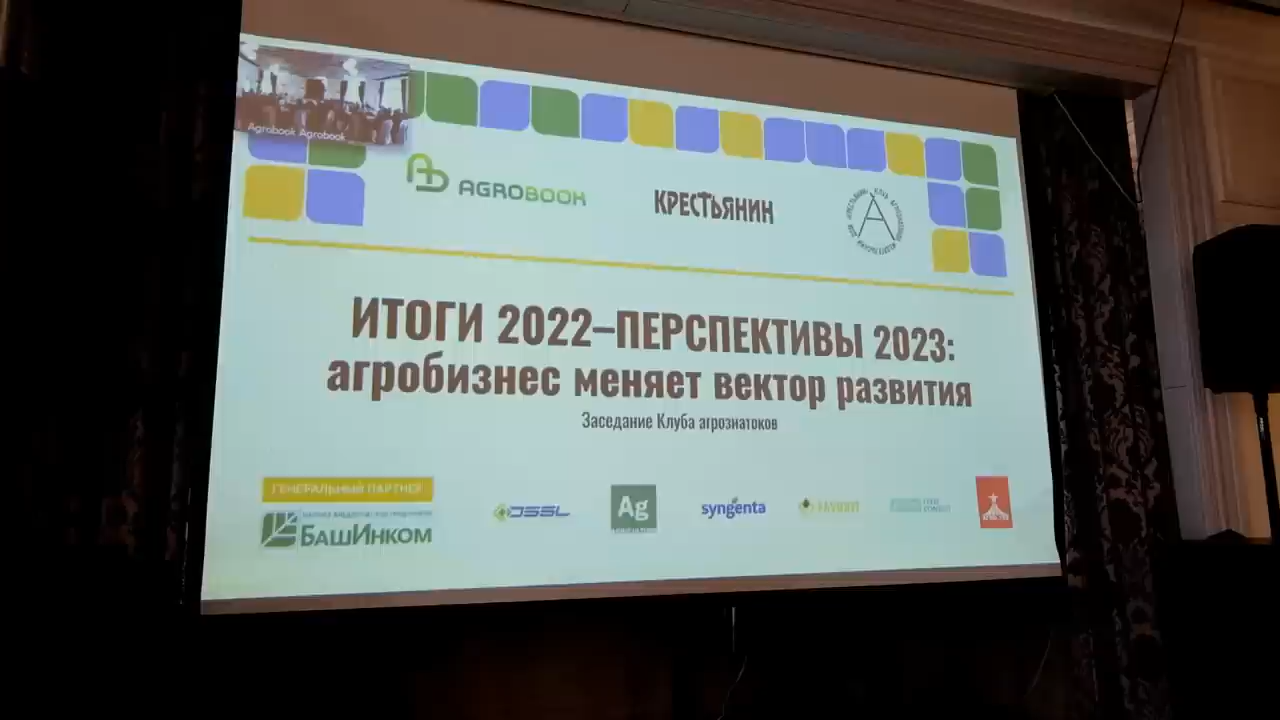 Agrobook Agrobook
AGROBOOK
КРЕСТЬЯНИН
ИТОГИ 2022–ПЕРСПЕКТИВЫ 2023:
агробизнес меняет вектор развития
Заседание Клуба агрознатоков
ГЕНЕРАЛЬНЫЙ ПАРТНЕР
БашИнком
DSSL
Ag
syngenta